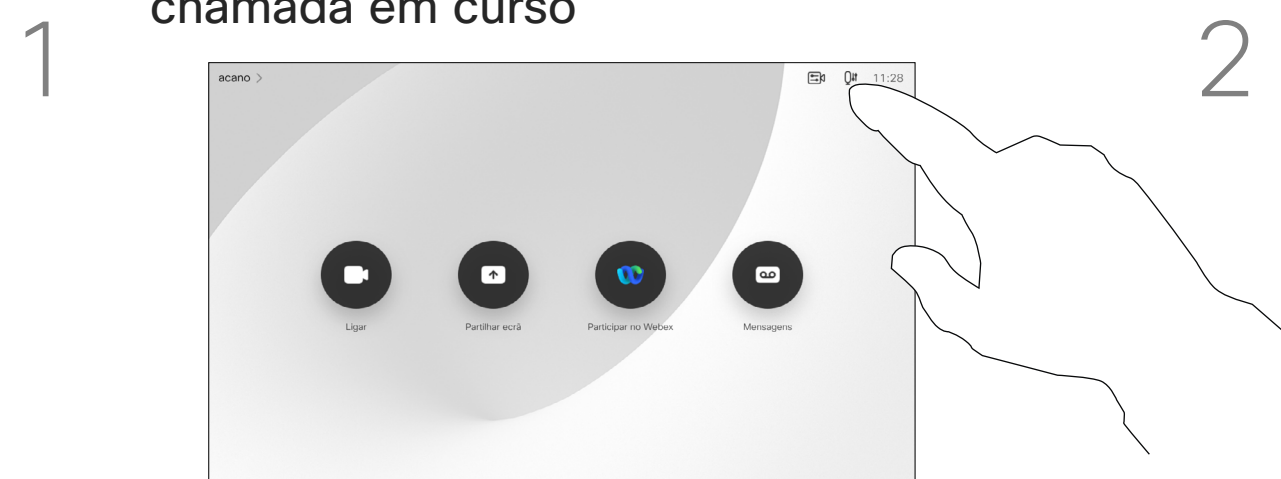 chamada em curso
1
2
acano
11:28
Ligar
Partilhar ecrã
Participar no Webex
Mensagens